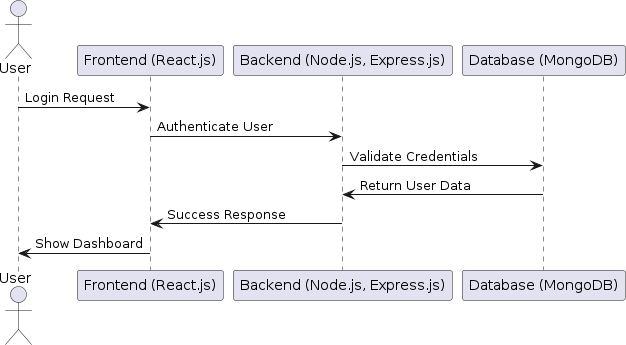 User
Frontend (React.js)
Backend (Node.js, Express.js)
Database (MongoDB)
Login Request
Authenticate User
Validate Credentials
Return User Data
Success Response
Show Dashboard
User
Frontend (React.js)
Backend (Node.js, Express.js)
Database (MongoDB)